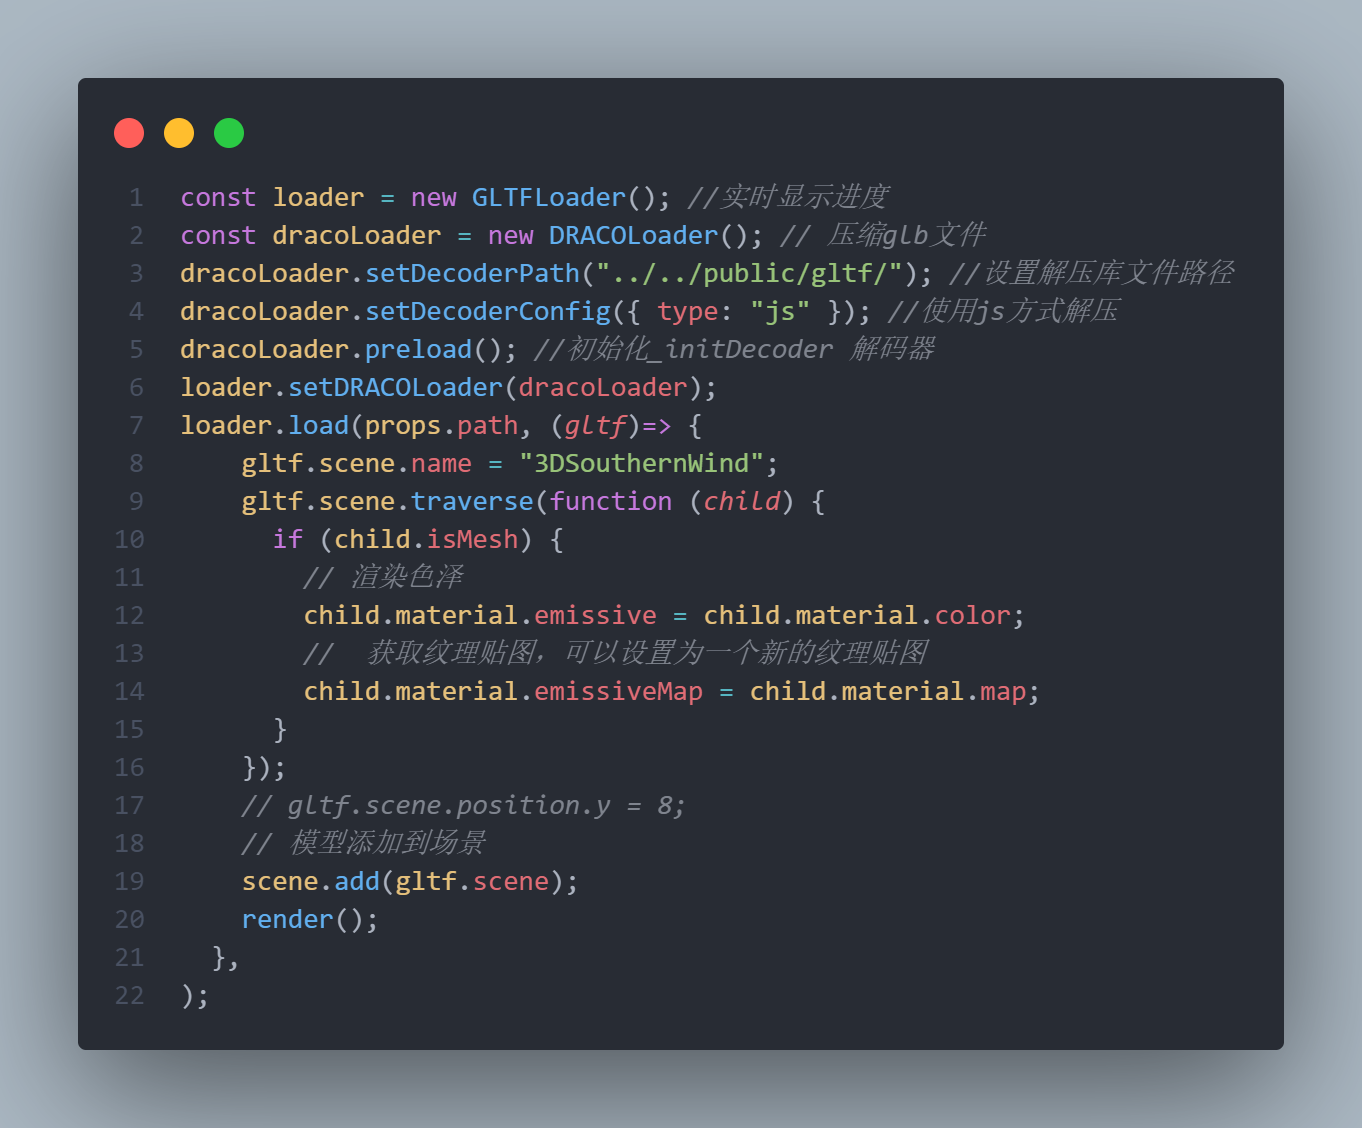 1 const loader = new GLTFLoader(); //实时显示进度
2 const dracoLoader = new DRACOLoader(); // 压缩glb文件
3 dracoLoader.setDecoderPath("../../public/gltf/"); //设置解压库文件路径
4 dracoLoader.setDecoderConfig({ type: "js" }); //使用js方式解压
5 dracoLoader.preload(); //初始化_initDecoder 解码器
6 loader.setDRACOLoader(dracoLoader);
7 loader.load(props.path, (gltf)=> {
8     gltf.scene.name = "3DSouthernWind";
9     gltf.scene.traverse(function (child) {
10       if (child.isMesh) {
11         // 渲染色泽
12         child.material.emissive = child.material.color;
13         //  获取纹理贴图，可以设置为一个新的纹理贴图
14         child.material.emissiveMap = child.material.map;
15       }
16     });
17     // gltf.scene.position.y = 8;
18     // 模型添加到场景
19     scene.add(gltf.scene);
20     render();
21   },
22 );